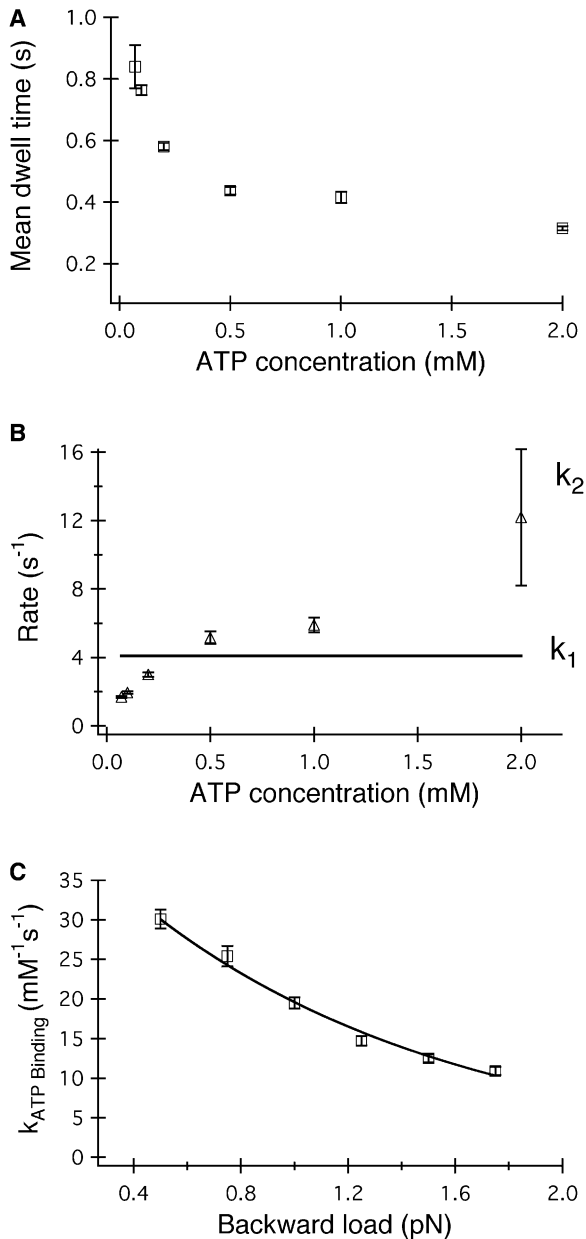 A
Mean dwell time (s)
1.0
0.8
0.6
0.4
0.2
0.0 0.5 1.0 1.5 2.0
ATP concentration (mM)
B
Rate (s⁻¹)
16
12
8
4
0
k₂
k₁
0.0 0.5 1.0 1.5 2.0
ATP concentration (mM)
C
k_ATP Binding (mM⁻¹s⁻¹)
35
30
25
20
15
10
5
0
0.4 0.8 1.2 1.6 2.0
Backward load (pN)